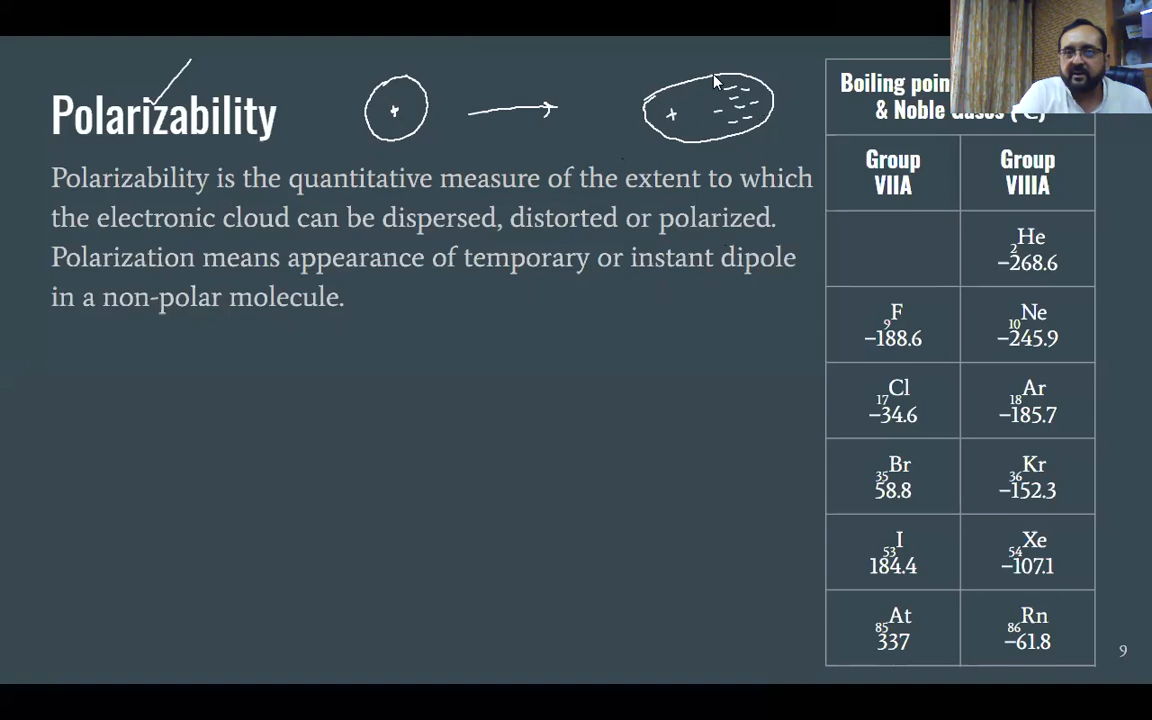 Polarizability
Polarizability is the quantitative measure of the extent to which
the electronic cloud can be dispersed, distorted or polarized.
Polarization means appearance of temporary or instant dipole
in a non-polar molecule.
Boiling poin
& Noble Gases (°C)
Group VIIA
Group VIIIA
2He
−268.6
9F
−188.6
10Ne
−245.9
17Cl
−34.6
18Ar
−185.7
35Br
58.8
36Kr
−152.3
53I
184.4
54Xe
−107.1
85At
337
86Rn
−61.8
9
+
+